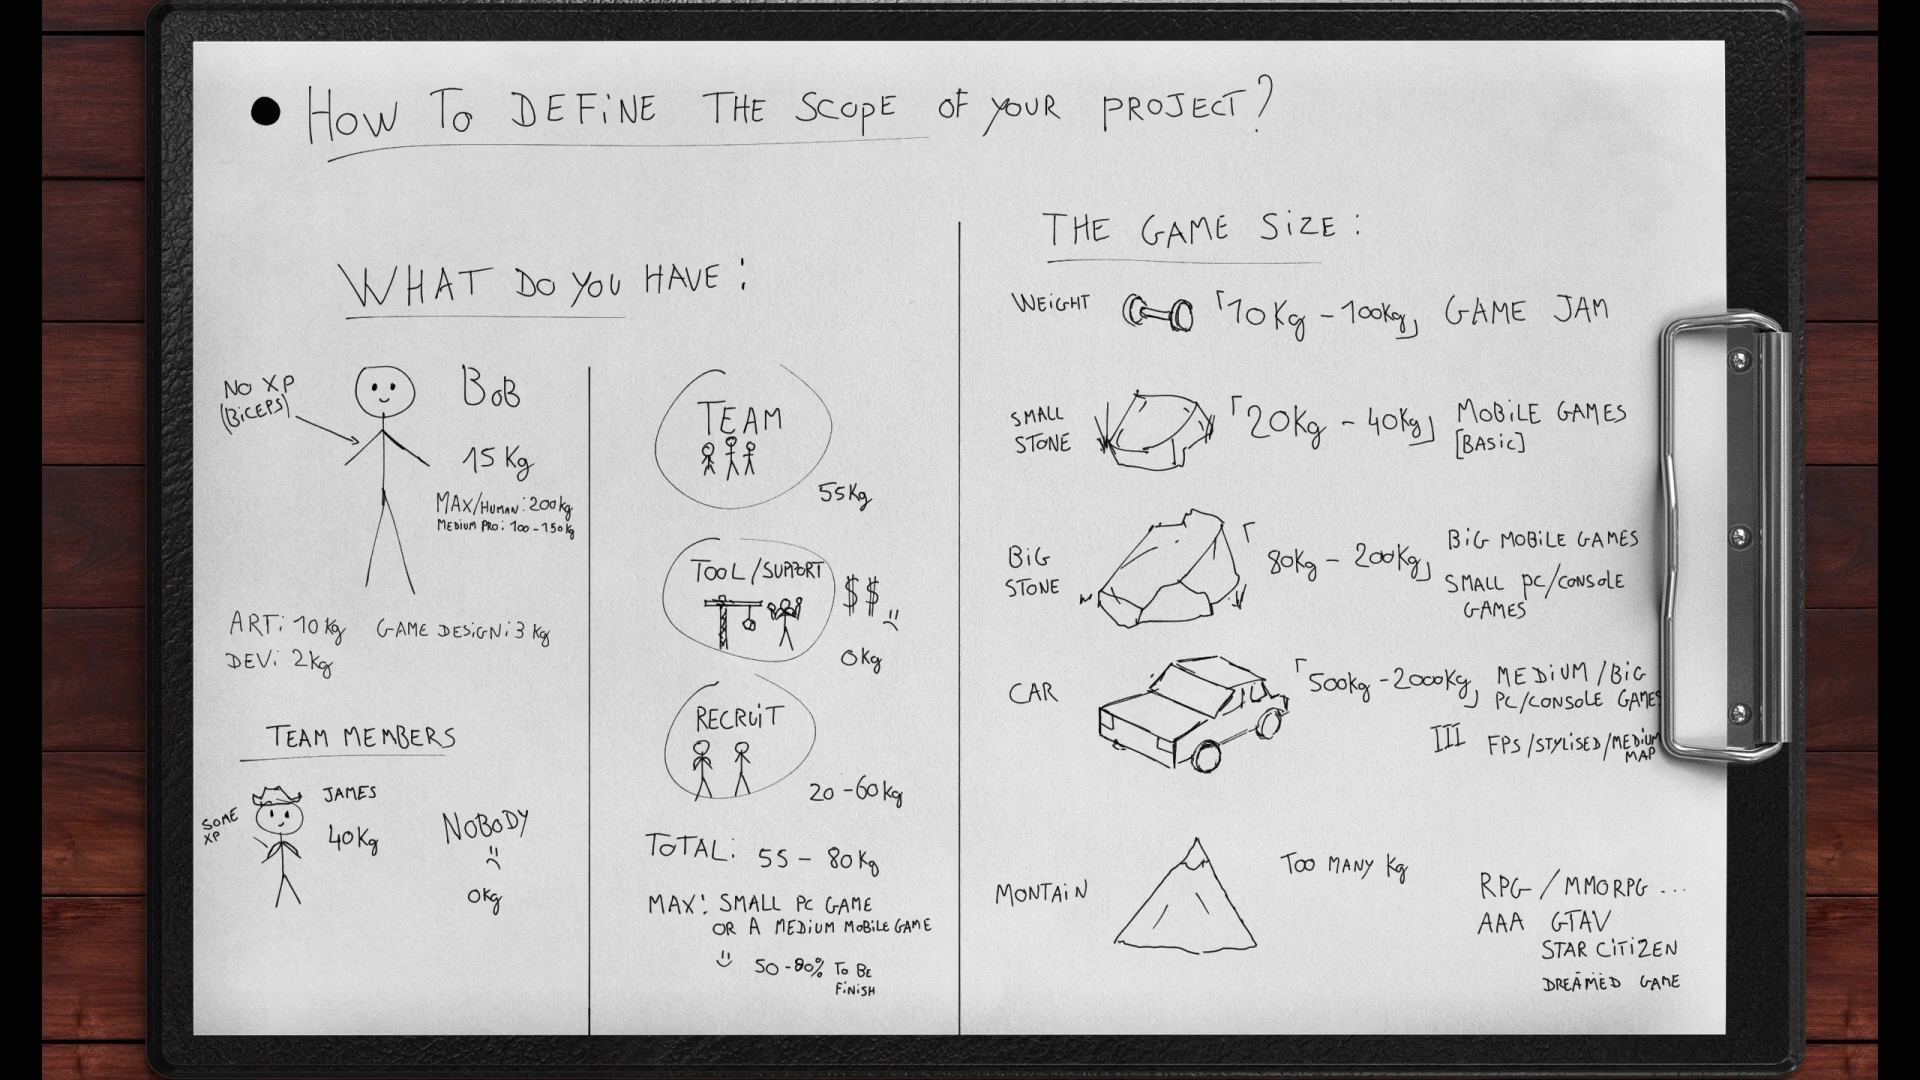 HOW TO DEFINE THE SCOPE OF YOUR PROJECT?
WHAT DO YOU HAVE:
NO XP
(BICEPS)
BOB
15 Kg
MAX/HUMAN: 200kg
MEDIUM PRO: 100-150kg
ART: 10 Kg GAME DESIGN: 3 Kg
DEV: 2Kg
TEAM MEMBERS
SOME
XP
JAMES
40Kg
NOBODY
0Kg
TEAM
55Kg
TOOL/SUPPORT
$$
0Kg
RECRUIT
20-60Kg
TOTAL: 55 - 80Kg
MAX: SMALL PC GAME
OR A MEDIUM MOBILE GAME
50-80% TO BE
FINISH
THE GAME SIZE:
WEIGHT 「10Kg - 100Kg」 GAME JAM
SMALL
STONE
「20Kg - 40Kg」
MOBILE GAMES
[BASIC]
BIG
STONE
「80Kg - 200Kg」
BIG MOBILE GAMES
SMALL PC/CONSOLE
GAMES
CAR
「500Kg - 2000Kg」
MEDIUM/BIG
PC/CONSOLE GAMES
III FPS/STYLISED/MEDIUM
MAP
MONTAIN
TOO MANY Kg
RPG/MMORPG...
AAA GTAV
STAR CITIZEN
DREAMED GAME